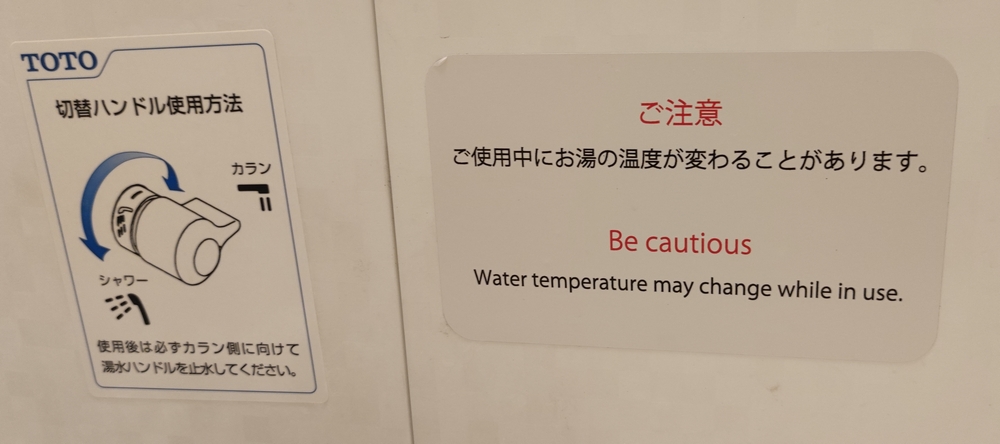 TOTO
切替ハンドル使用方法
カラン
シャワー
使用後は必ずカラン側に向けて
湯水ハンドルを止水してください。
ご注意
ご使用中にお湯の温度が変わることがあります。
Be cautious
Water temperature may change while in use.